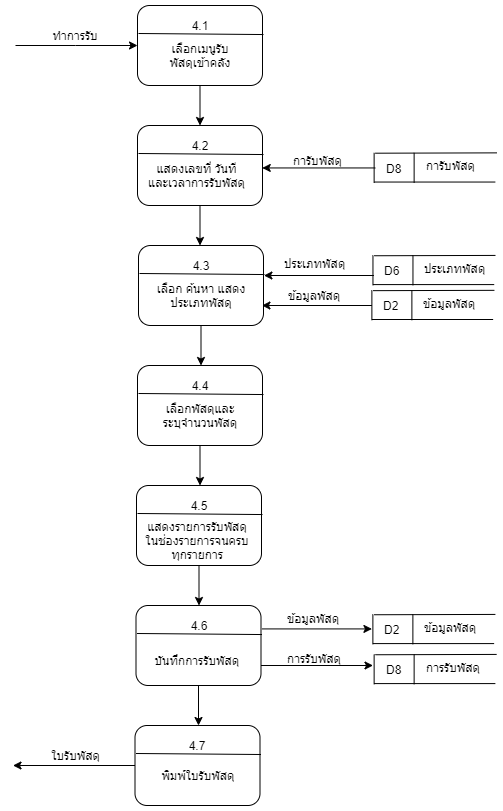 4.1
ทำการรับ
เลือกเมนูรับ
พัสดุเข้าคลัง
4.2
แสดงเลขที่ วันที่
และเวลาการรับพัสดุ
การับพัสดุ
D8
การับพัสดุ
4.3
เลือก ค้นหา แสดง
ประเภทพัสดุ
ประเภทพัสดุ
D6
ประเภทพัสดุ
ข้อมูลพัสดุ
D2
ข้อมูลพัสดุ
4.4
เลือกพัสดุและ
ระบุจำนวนพัสดุ
4.5
แสดงรายการรับพัสดุ
ในช่องรายการจนครบ
ทุกรายการ
4.6
บันทึกการรับพัสดุ
ข้อมูลพัสดุ
D2
ข้อมูลพัสดุ
การรับพัสดุ
D8
การรับพัสดุ
4.7
พิมพ์ใบรับพัสดุ
ใบรับพัสดุ